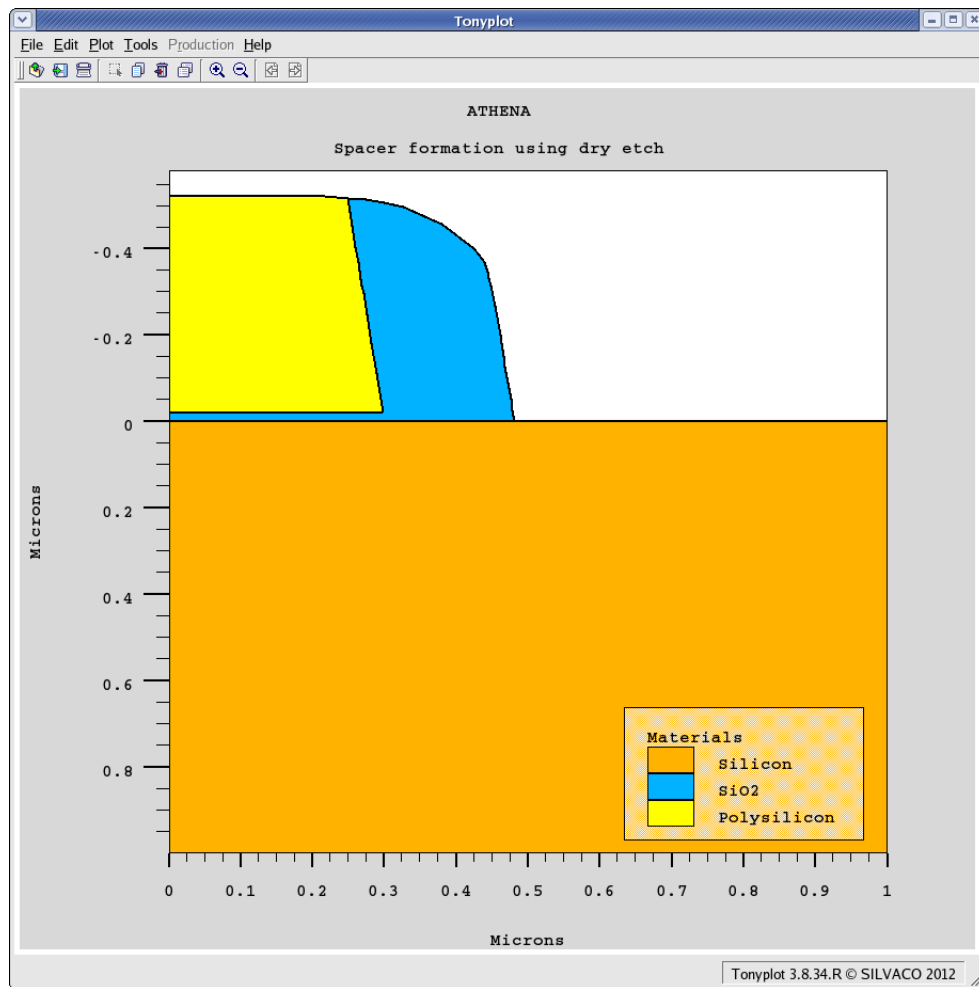 Tonyplot
File Edit Plot Tools Production Help
ATHENA
Spacer formation using dry etch
-0.4
-0.2
0
0.2
0.4
0.6
0.8
Microns
Materials
Silicon
SiO2
Polysilicon
0 0.1 0.2 0.3 0.4 0.5 0.6 0.7 0.8 0.9 1
Microns
Tonyplot 3.8.34.R © SILVACO 2012